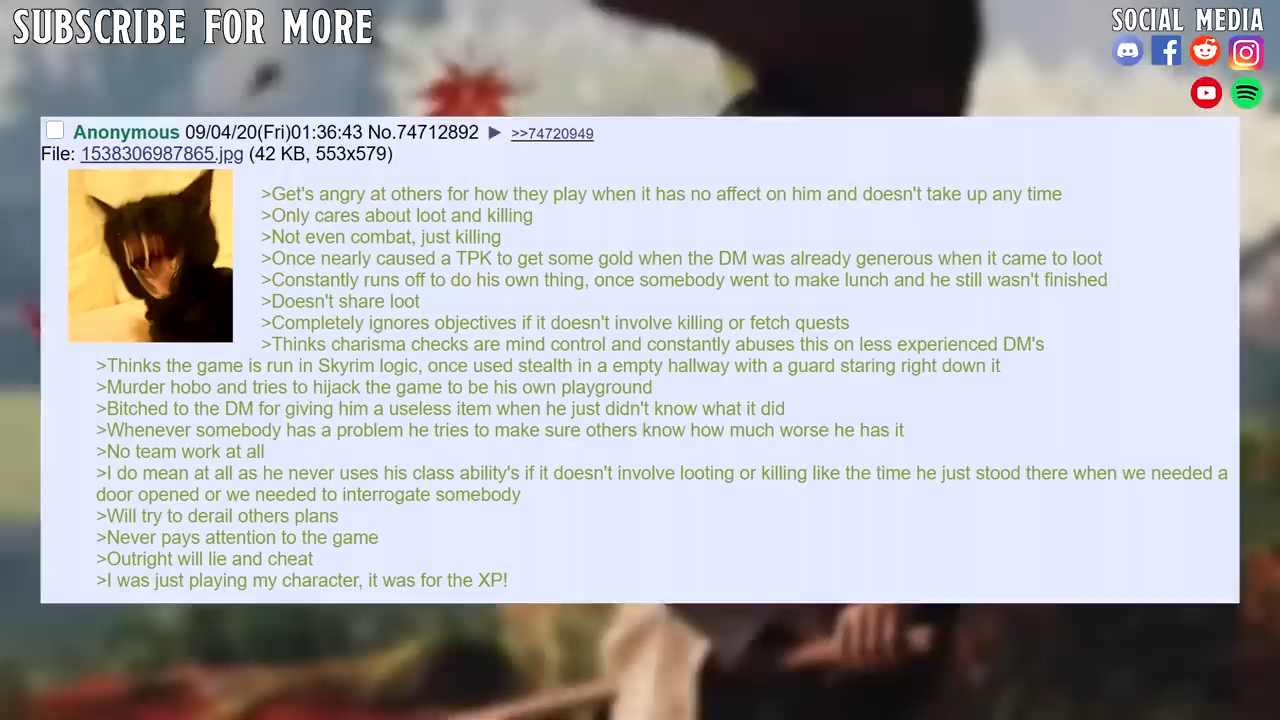 SUBSCRIBE FOR MORE
SOCIAL MEDIA
Anonymous 09/04/20(Fri)01:36:43 No.74712892 ▶ >>74720949
File: 1538306987865.jpg (42 KB, 553x579)
>Get's angry at others for how they play when it has no affect on him and doesn't take up any time
>Only cares about loot and killing
>Not even combat, just killing
>Once nearly caused a TPK to get some gold when the DM was already generous when it came to loot
>Constantly runs off to do his own thing, once somebody went to make lunch and he still wasn't finished
>Doesn't share loot
>Completely ignores objectives if it doesn't involve killing or fetch quests
>Thinks charisma checks are mind control and constantly abuses this on less experienced DM's
>Thinks the game is run in Skyrim logic, once used stealth in a empty hallway with a guard staring right down it
>Murder hobo and tries to hijack the game to be his own playground
>Bitched to the DM for giving him a useless item when he just didn't know what it did
>Whenever somebody has a problem he tries to make sure others know how much worse he has it
>No team work at all
>I do mean at all as he never uses his class ability's if it doesn't involve looting or killing like the time he just stood there when we needed a
door opened or we needed to interrogate somebody
>Will try to derail others plans
>Never pays attention to the game
>Outright will lie and cheat
>I was just playing my character, it was for the XP!